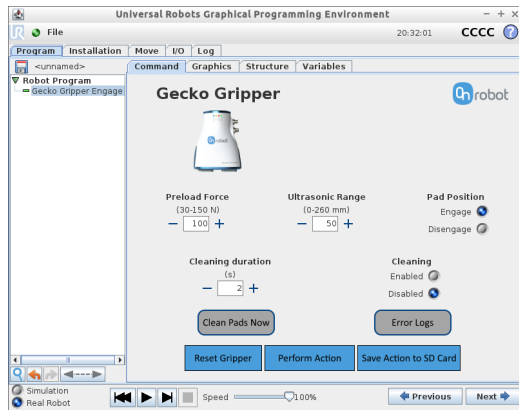 Universal Robots Graphical Programming Environment
File
20:32:01
CCCC
Program Installation Move I/O Log
<unnamed>
Command Graphics Structure Variables
Robot Program
Gecko Gripper Engage
Gecko Gripper
On robot
On robot
Preload Force
(30-150 N)
100
Ultrasonic Range
(0-260 mm)
50
Pad Position
Engage
Disengage
Cleaning duration
(s)
2
Cleaning
Enabled
Disabled
Clean Pads Now
Error Logs
Reset Gripper
Perform Action
Save Action to SD Card
Simulation
Real Robot
Speed
100%
Previous
Next